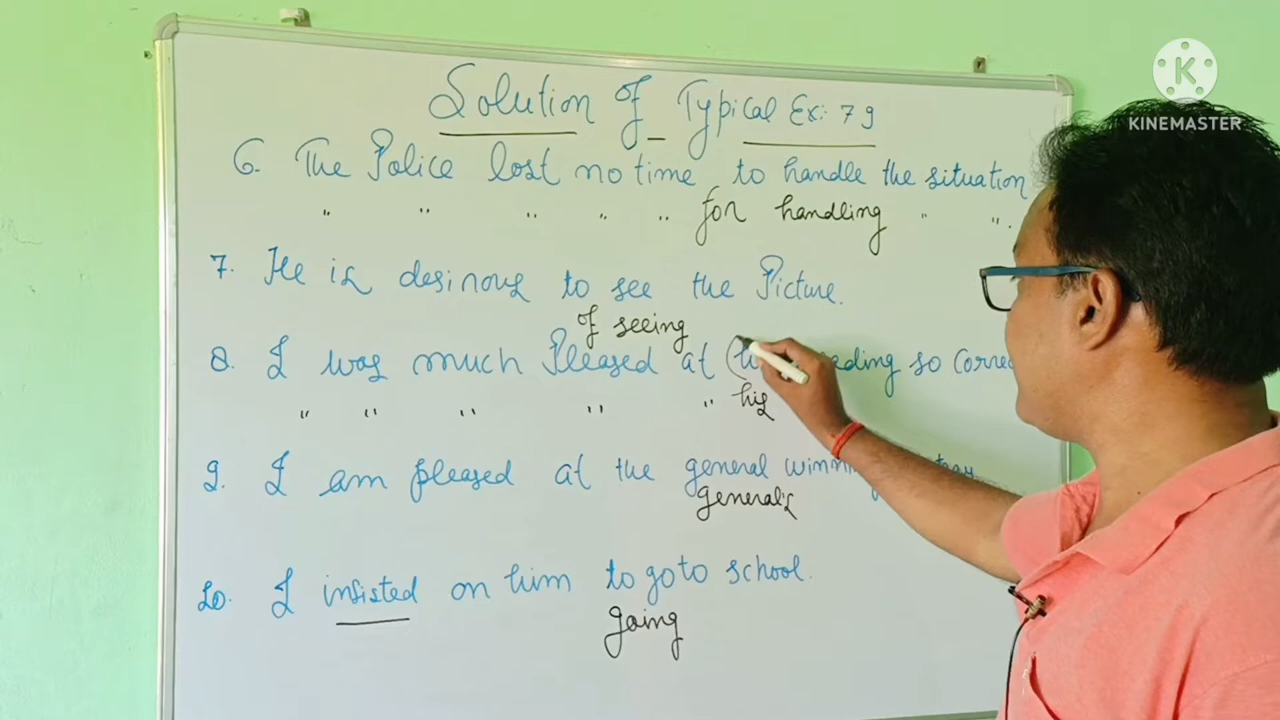 Solution of Typical Ex: 79
6. The Police lost no time to handle the situation
" " " " " for handling " ".
7. He is desirous to see the Picture.
of seeing
8. I was much Pleased at ( so
" " " " " his
9. I am pleased at the general
general's
10. I insisted on him to go to school.
going
K
KINEMASTER